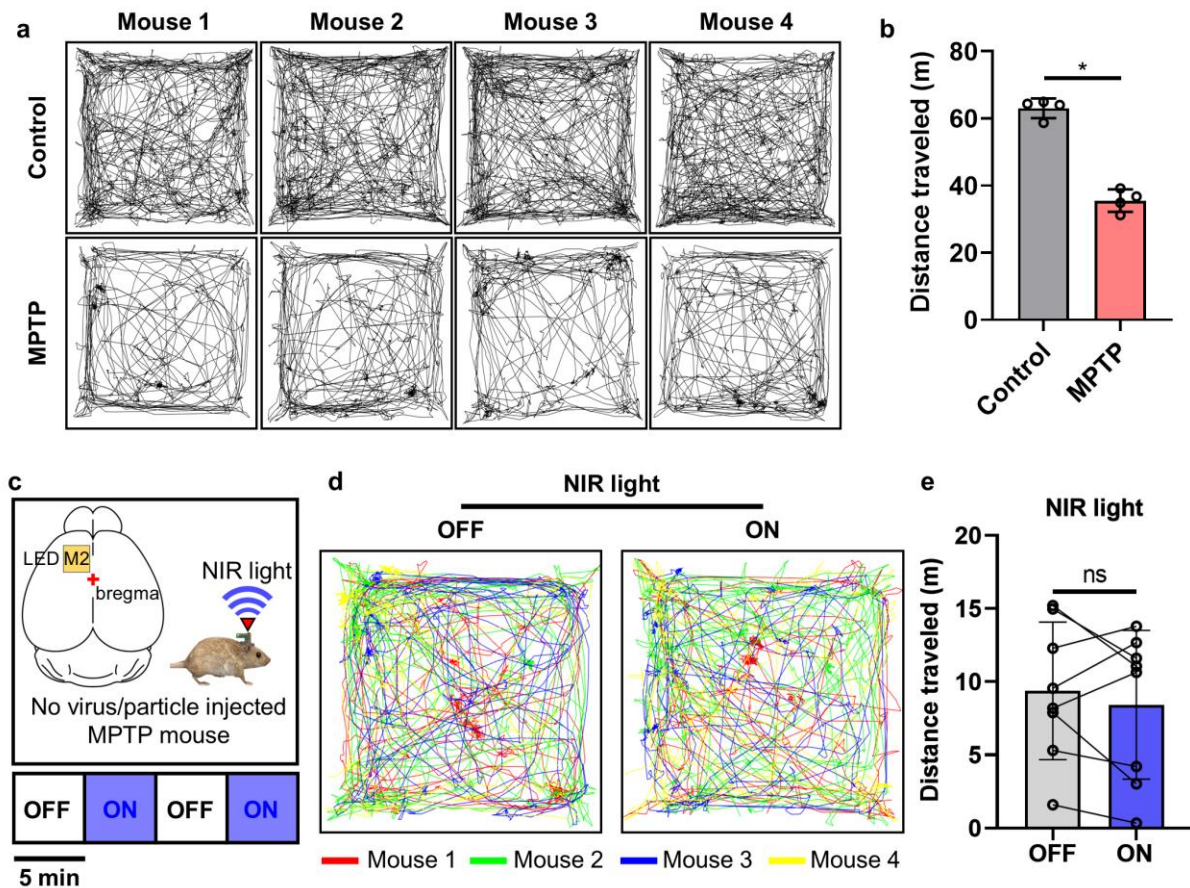 a
Mouse 1 Mouse 2 Mouse 3 Mouse 4
Control
MPTP
b
Distance traveled (m)
80
60
40
20
0
*
Control
MPTP
c
LED M2
bregma
NIR light
No virus/particle injected
MPTP mouse
OFF ON OFF ON
5 min
d
NIR light
OFF ON
Mouse 1 Mouse 2 Mouse 3 Mouse 4
e
NIR light
Distance traveled (m)
20
15
10
5
0
ns
OFF ON